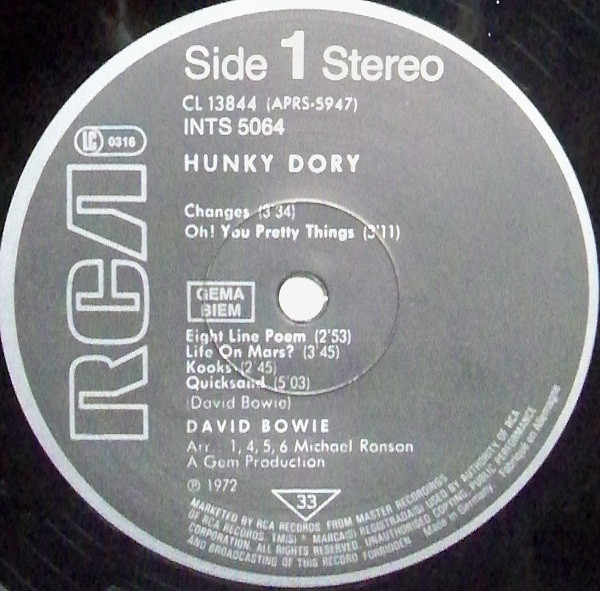 Side 1 Stereo
CL 13844 (APRS-5947)
INTS 5064
LC 0316
HUNKY DORY
RCA
Changes (3'34)
Oh! You Pretty Things (3'11)
GEMA
BIEM
Eight Line Poem (2'53)
Life On Mars? (3'45)
Kooks (2'45)
Quicksand (5'03)
(David Bowie)
DAVID BOWIE
Arr.: 1, 4, 5, 6 Michael Ronson
A Gem Production
℗ 1972
33
MARKETED BY RCA RECORDS. FROM MASTER RECORDINGS
OF RCA RECORDS. TM(S) ® MARCA(S) REGISTRADA(S) USED BY AUTHORITY OF RCA
CORPORATION. ALL RIGHTS RESERVED. UNAUTHORISED COPYING, PUBLIC PERFORMANCE
AND BROADCASTING OF THIS RECORD FORBIDDEN. Made in Germany. Fabriqué en Allemagne